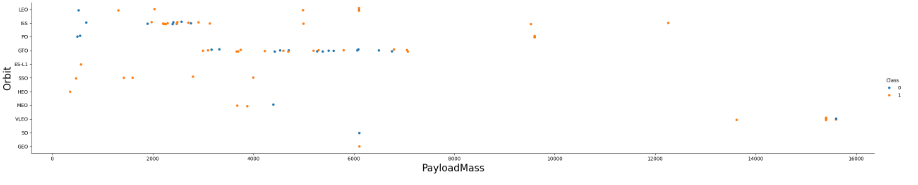 LEO
ISS
PO
GTO
ES-L1
SSO
HEO
MEO
VLEO
SO
GEO
Orbit
0
2000
4000
6000
8000
10000
12000
14000
16000
PayloadMass
Class
0
1